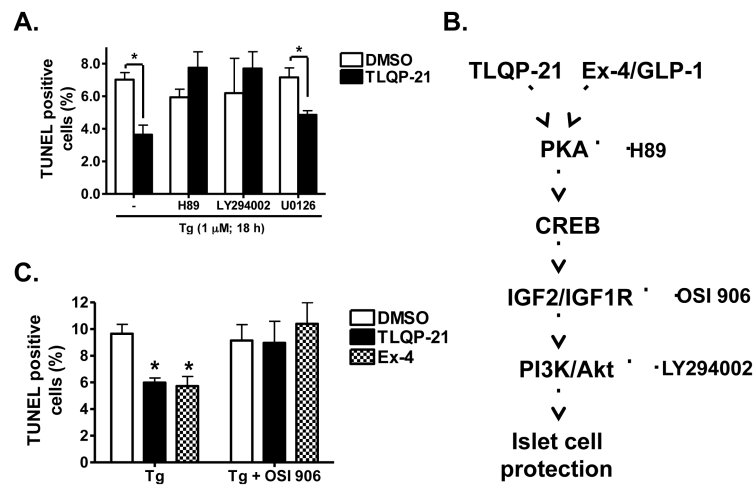 A.
TUNEL positive
cells (%)
8.0
6.0
4.0
2.0
0.0
*
*
DMSO
TLQP-21
- H89 LY294002 U0126
Tg (1 µM; 18 h)
B.
TLQP-21 Ex-4/GLP-1
PKA H89
CREB
IGF2/IGF1R OSI 906
PI3K/Akt LY294002
Islet cell
protection
C.
TUNEL positive
cells (%)
12
10
8
6
4
2
0
* *
DMSO
TLQP-21
Ex-4
Tg Tg + OSI 906